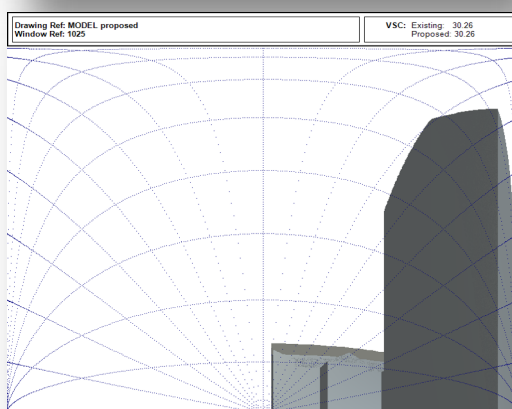 Drawing Ref: MODEL proposed
Window Ref: 1025
VSC: Existing: 30.26
Proposed: 30.26